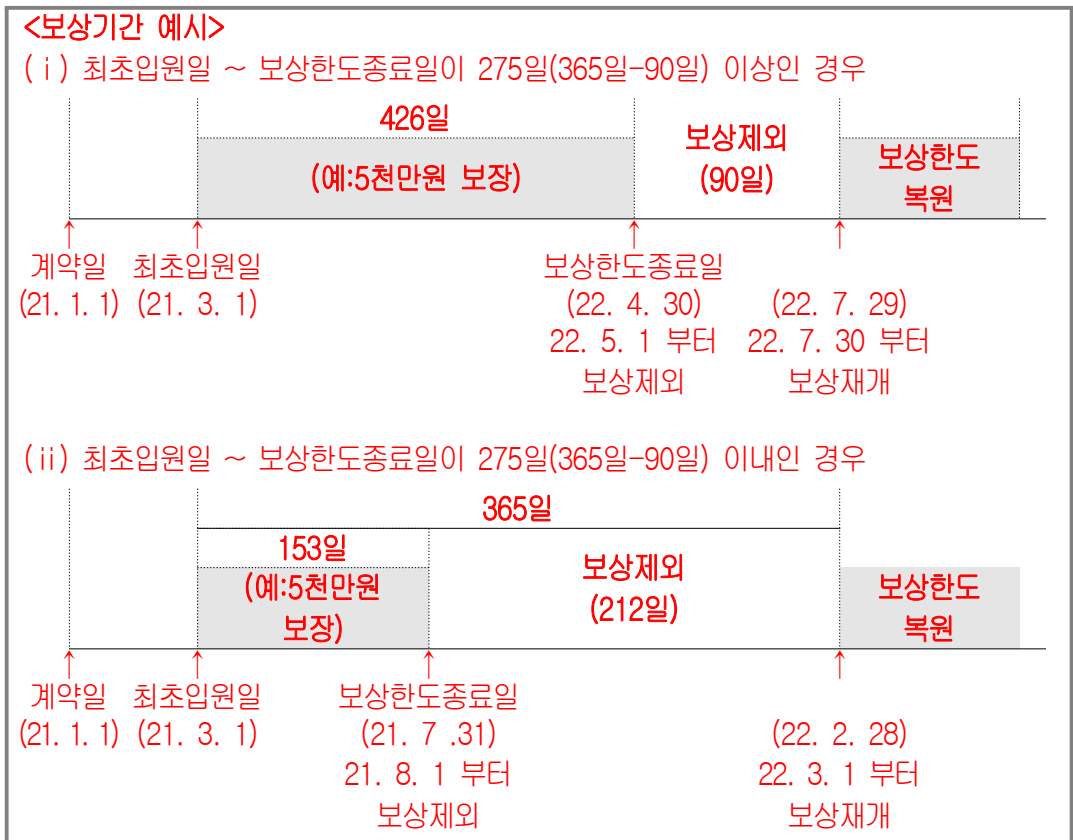 <보상기간 예시>
(ⅰ) 최초입원일 ~ 보상한도종료일이 275일(365일-90일) 이상인 경우
426일
(예:5천만원 보장)
보상제외
(90일)
보상한도
복원
계약일
(21. 1. 1)
최초입원일
(21. 3. 1)
보상한도종료일
(22. 4. 30)
22. 5. 1 부터
보상제외
(22. 7. 29)
22. 7. 30 부터
보상재개
(ⅱ) 최초입원일 ~ 보상한도종료일이 275일(365일-90일) 이내인 경우
365일
153일
(예:5천만원
보장)
보상제외
(212일)
보상한도
복원
계약일
(21. 1. 1)
최초입원일
(21. 3. 1)
보상한도종료일
(21. 7 .31)
21. 8. 1 부터
보상제외
(22. 2. 28)
22. 3. 1 부터
보상재개